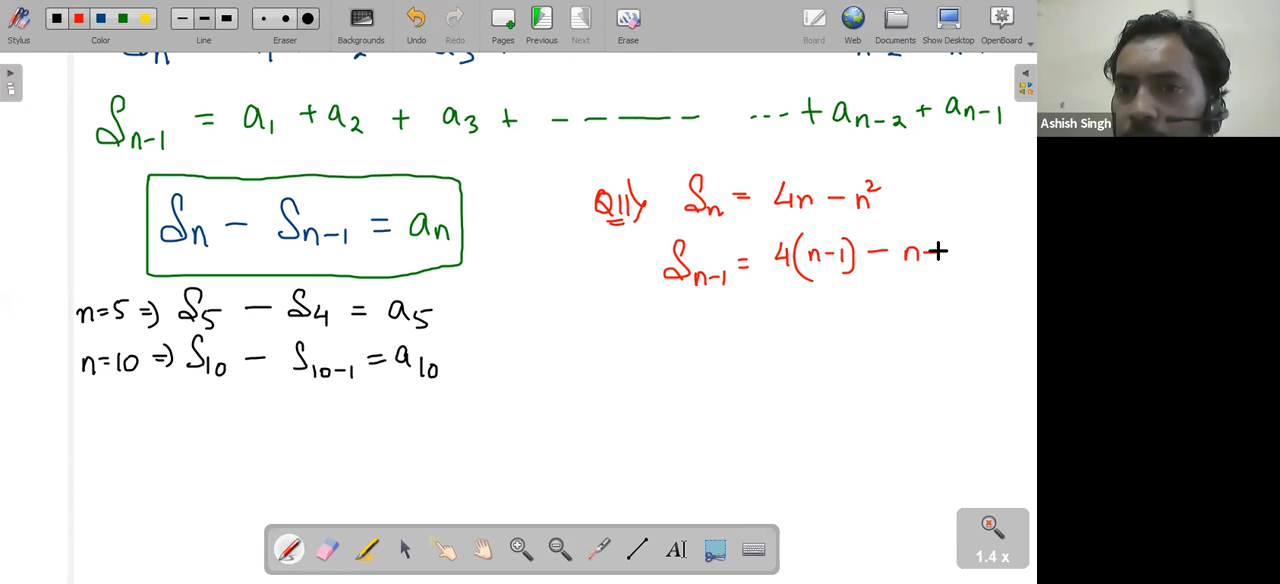 Stylus Color Line Eraser Backgrounds Undo Redo Pages Previous Next Erase Board Web Documents Show Desktop OpenBoard
Ashish Singh
Sn-1 = a1 + a2 + a3 + ------ ... + an-2 + an-1
Sn - Sn-1 = an
n=5 => S5 - S4 = a5
n=10 => S10 - S10-1 = a10
Q11) Sn = 4n - n²
Sn-1 = 4(n-1) - n-
1.4 x